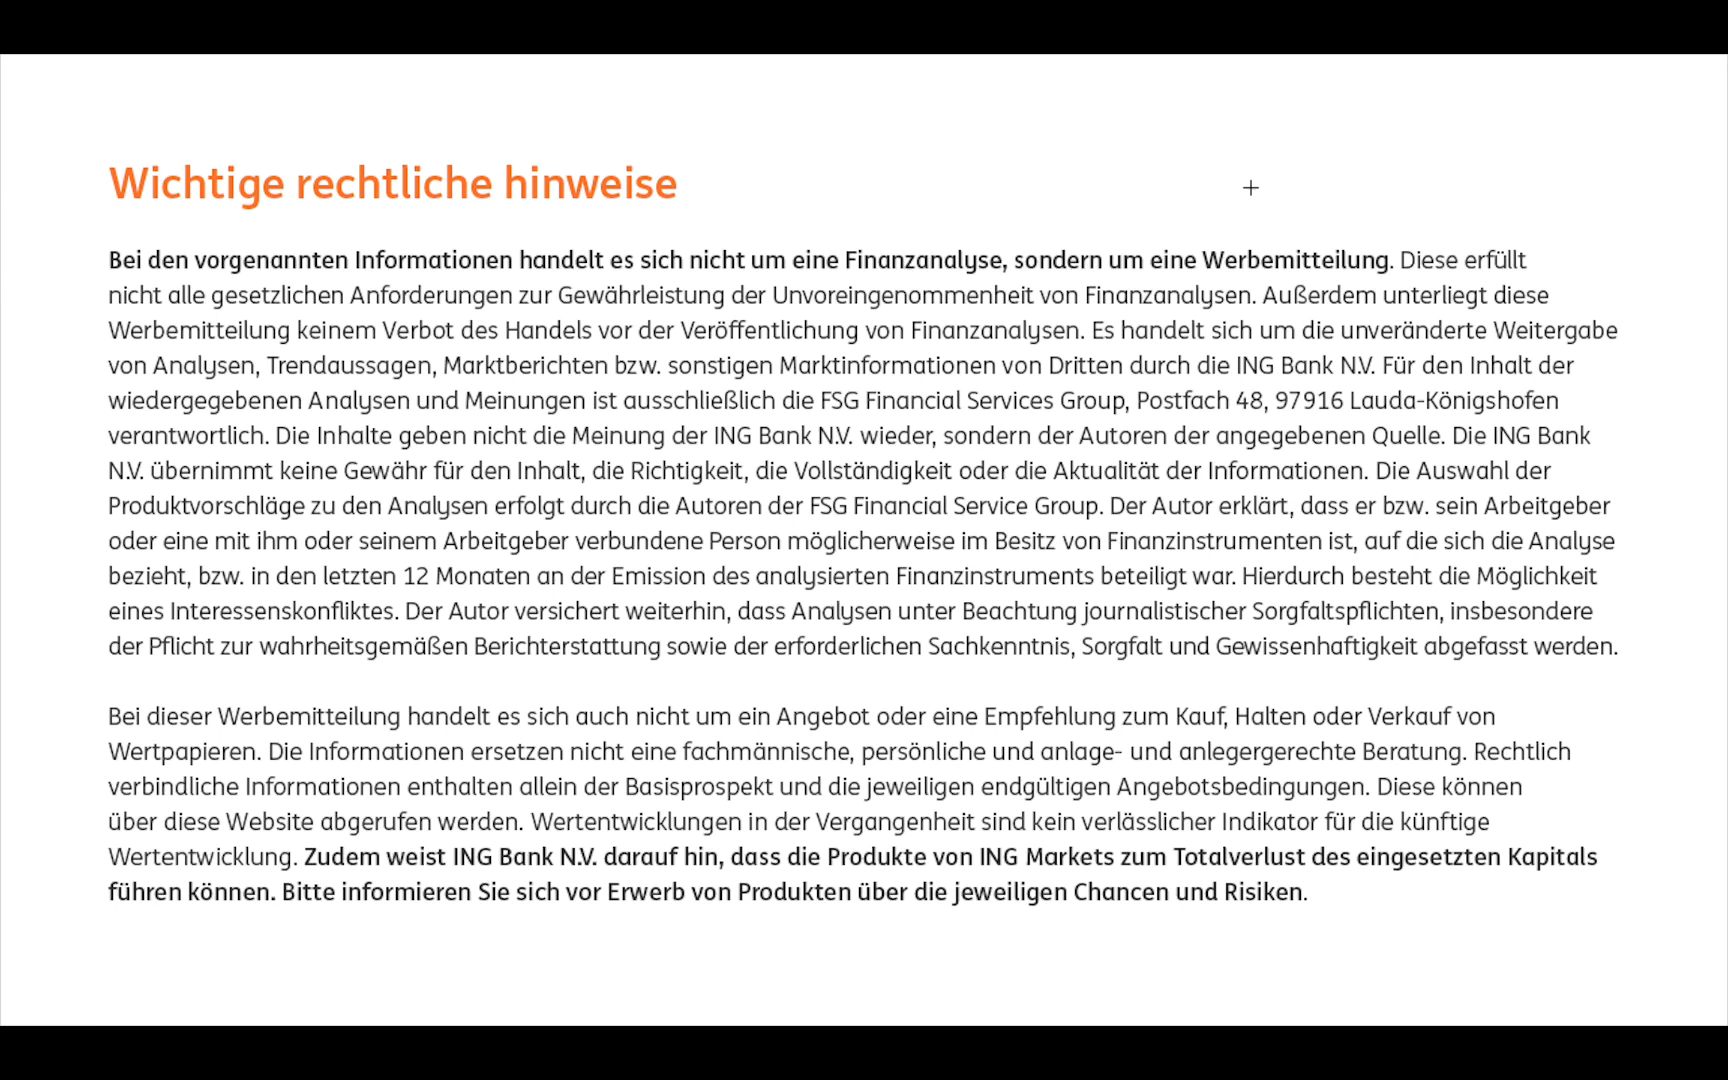 Wichtige rechtliche hinweise
Bei den vorgenannten Informationen handelt es sich nicht um eine Finanzanalyse, sondern um eine Werbemitteilung. Diese erfüllt
nicht alle gesetzlichen Anforderungen zur Gewährleistung der Unvoreingenommenheit von Finanzanalysen. Außerdem unterliegt diese
Werbemitteilung keinem Verbot des Handels vor der Veröffentlichung von Finanzanalysen. Es handelt sich um die unveränderte Weitergabe
von Analysen, Trendaussagen, Marktberichten bzw. sonstigen Marktinformationen von Dritten durch die ING Bank N.V. Für den Inhalt der
wiedergegebenen Analysen und Meinungen ist ausschließlich die FSG Financial Services Group, Postfach 48, 97916 Lauda-Königshofen
verantwortlich. Die Inhalte geben nicht die Meinung der ING Bank N.V. wieder, sondern der Autoren der angegebenen Quelle. Die ING Bank
N.V. übernimmt keine Gewähr für den Inhalt, die Richtigkeit, die Vollständigkeit oder die Aktualität der Informationen. Die Auswahl der
Produktvorschläge zu den Analysen erfolgt durch die Autoren der FSG Financial Service Group. Der Autor erklärt, dass er bzw. sein Arbeitgeber
oder eine mit ihm oder seinem Arbeitgeber verbundene Person möglicherweise im Besitz von Finanzinstrumenten ist, auf die sich die Analyse
bezieht, bzw. in den letzten 12 Monaten an der Emission des analysierten Finanzinstruments beteiligt war. Hierdurch besteht die Möglichkeit
eines Interessenskonfliktes. Der Autor versichert weiterhin, dass Analysen unter Beachtung journalistischer Sorgfaltspflichten, insbesondere
der Pflicht zur wahrheitsgemäßen Berichterstattung sowie der erforderlichen Sachkenntnis, Sorgfalt und Gewissenhaftigkeit abgefasst werden.
Bei dieser Werbemitteilung handelt es sich auch nicht um ein Angebot oder eine Empfehlung zum Kauf, Halten oder Verkauf von
Wertpapieren. Die Informationen ersetzen nicht eine fachmännische, persönliche und anlage- und anlegergerechte Beratung. Rechtlich
verbindliche Informationen enthalten allein der Basisprospekt und die jeweiligen endgültigen Angebotsbedingungen. Diese können
über diese Website abgerufen werden. Wertentwicklungen in der Vergangenheit sind kein verlässlicher Indikator für die künftige
Wertentwicklung. Zudem weist ING Bank N.V. darauf hin, dass die Produkte von ING Markets zum Totalverlust des eingesetzten Kapitals
führen können. Bitte informieren Sie sich vor Erwerb von Produkten über die jeweiligen Chancen und Risiken.